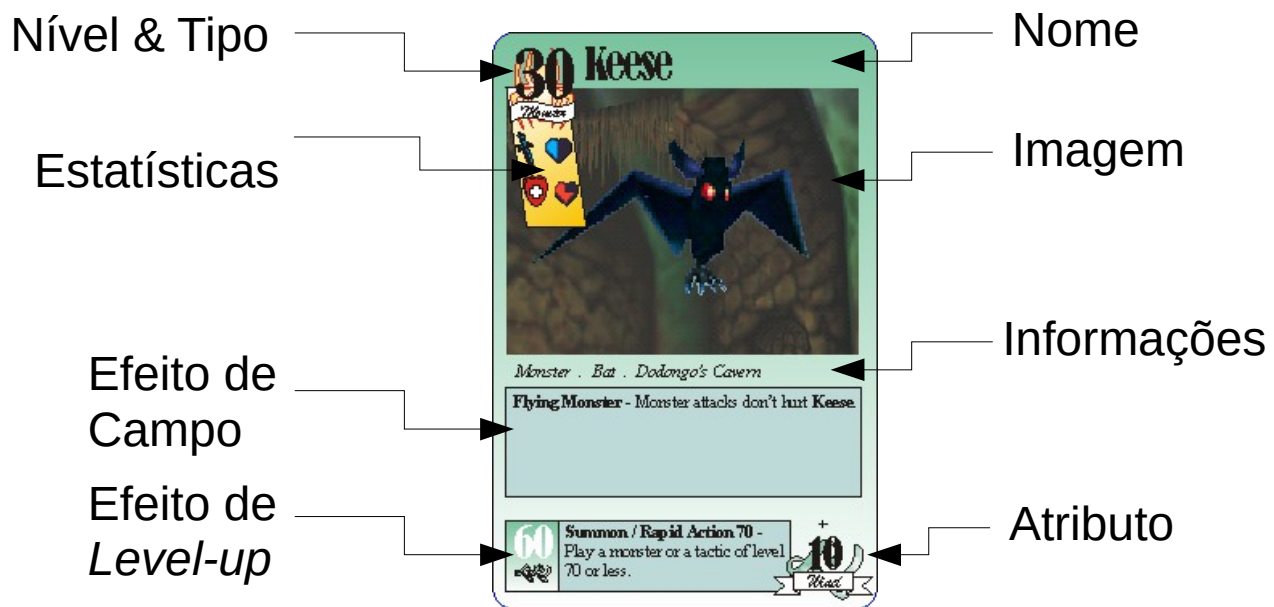 Nível & Tipo
Nome
30 Keese
Monster
Estatísticas
Imagem
Informações
Monster . Bat . Dodongo's Cavern
Efeito de
Campo
Flying Monster - Monster attacks don't hurt Keese
Efeito de
Level-up
60
Summon / Rapid Action 70 -
Play a monster or a tactic of level
70 or less.
+
10
Wind
Atributo